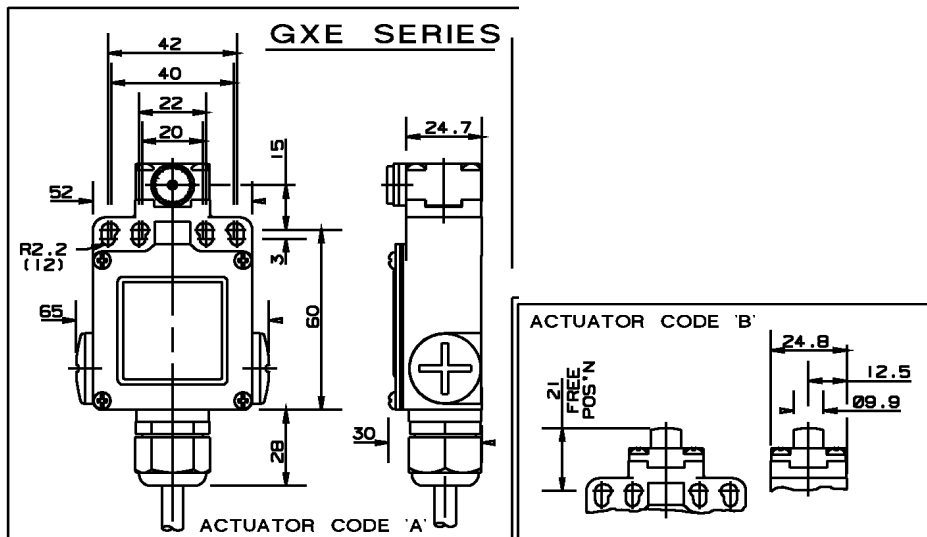 GXE SERIES
42
40
22
20
15
24.7
52
R2.2
(12)
3
65
60
30
28
ACTUATOR CODE 'A'
ACTUATOR CODE 'B'
24.8
12.5
Ø9.9
21
FREE
POS'N